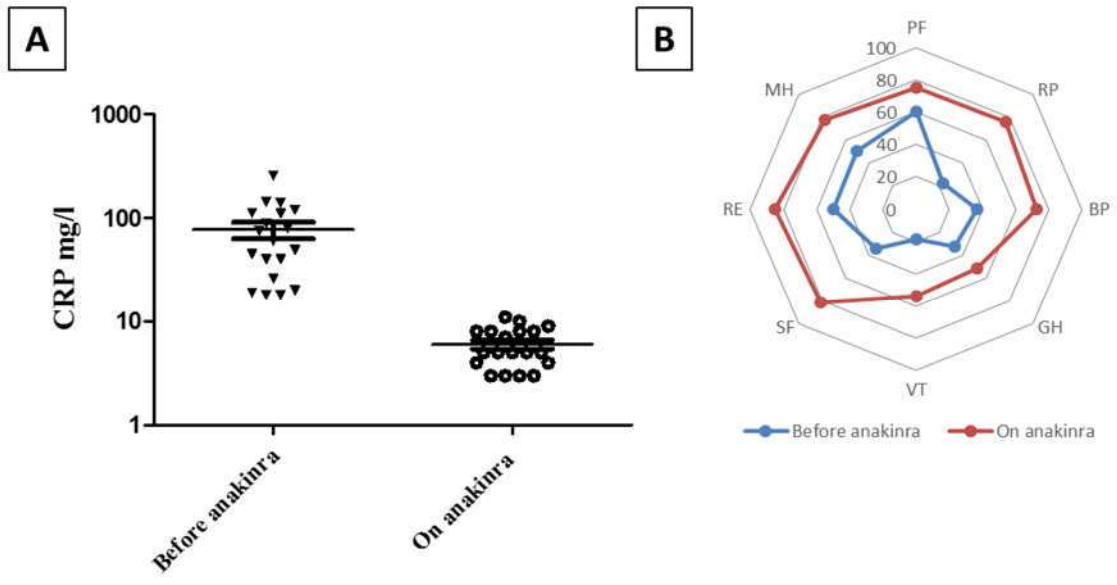 A
CRP mg/l
1000
100
10
1
Before anakinra
On anakinra
B
PF
RP
BP
GH
VT
SF
RE
MH
100
80
60
40
20
0
Before anakinra
On anakinra